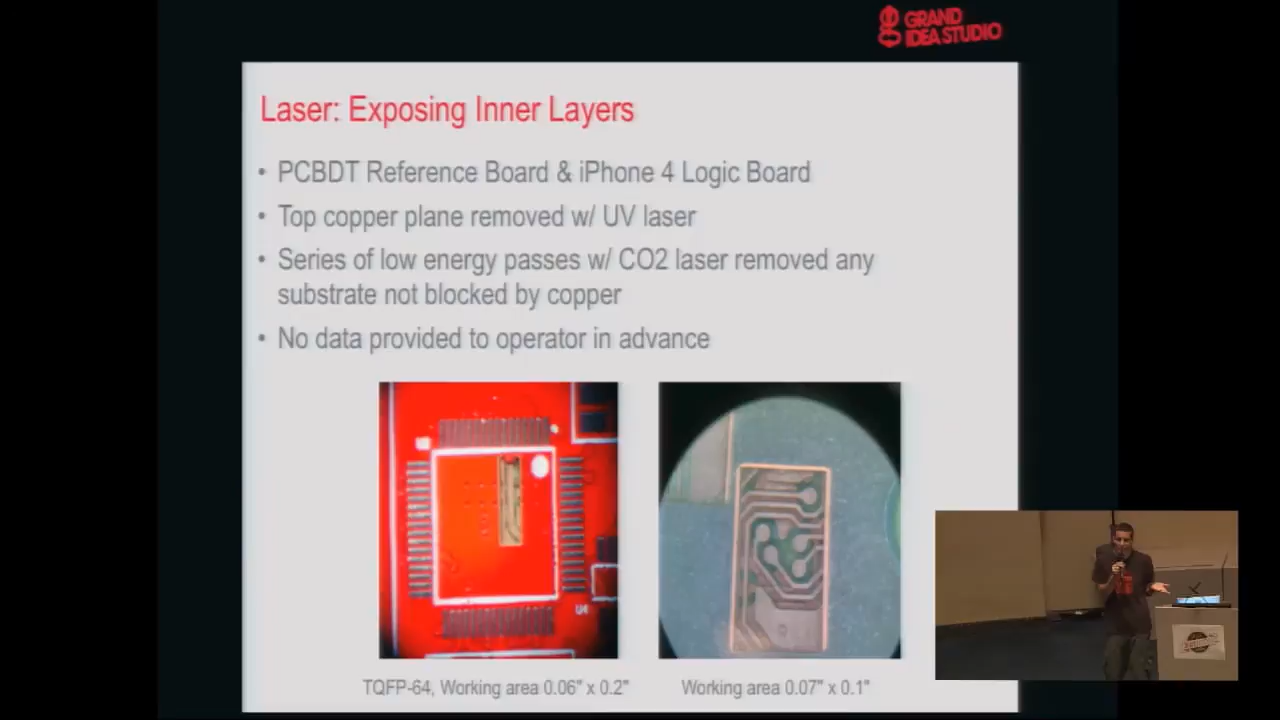 GRAND
IDEA STUDIO
Laser: Exposing Inner Layers
• PCBDT Reference Board & iPhone 4 Logic Board
• Top copper plane removed w/ UV laser
• Series of low energy passes w/ CO2 laser removed any
substrate not blocked by copper
• No data provided to operator in advance
U4
TQFP-64, Working area 0.06" x 0.2"
Working area 0.07" x 0.1"